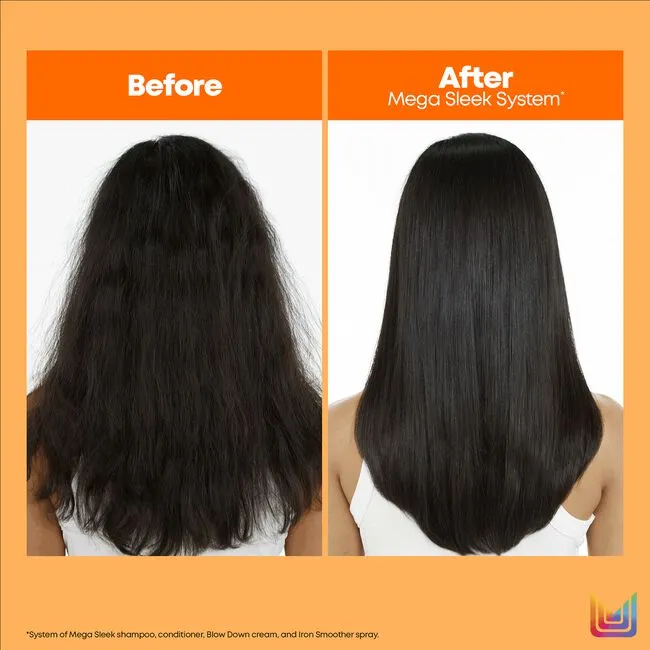 Before
After
Mega Sleek System*
*System of Mega Sleek shampoo, conditioner, Blow Down cream, and Iron Smoother spray.